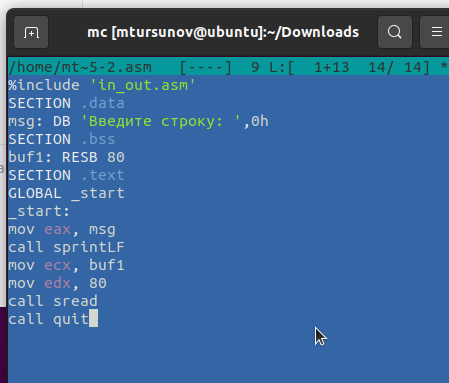 mc [mtursunov@ubuntu]:~/Downloads
/home/mt~5-2.asm   [----]  9 L:[  1+13  14/ 14] *
%include 'in_out.asm'
SECTION .data
msg: DB 'Введите строку: ',0h
SECTION .bss
buf1: RESB 80
SECTION .text
GLOBAL _start
_start:
mov eax, msg
call sprintLF
mov ecx, buf1
mov edx, 80
call sread
call quit